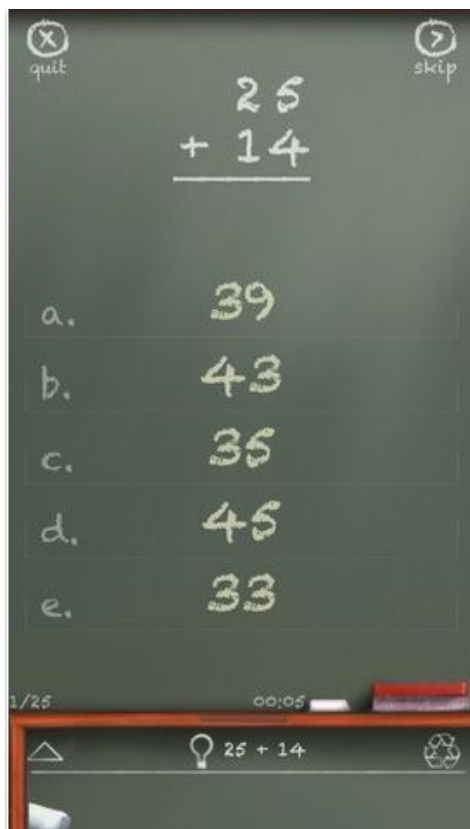 quit
skip
25
+ 14
a. 39
b. 43
c. 35
d. 45
e. 33
1/25 00:05
25 + 14